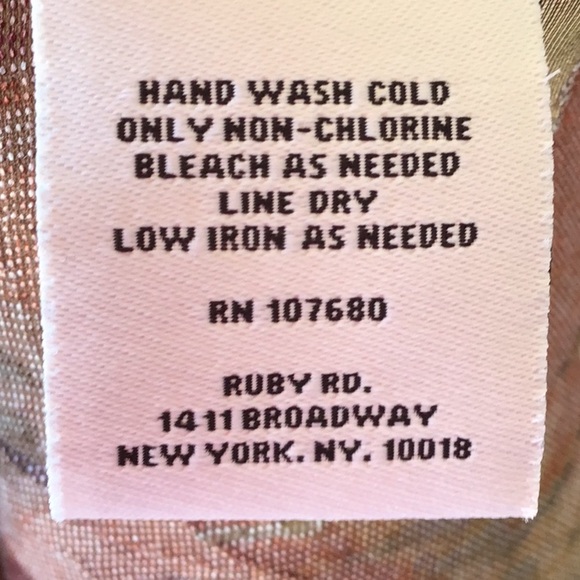 HAND WASH COLD
ONLY NON-CHLORINE
BLEACH AS NEEDED
LINE DRY
LOW IRON AS NEEDED
RN 107680
RUBY RD.
1411 BROADWAY
NEW YORK. NY. 10018